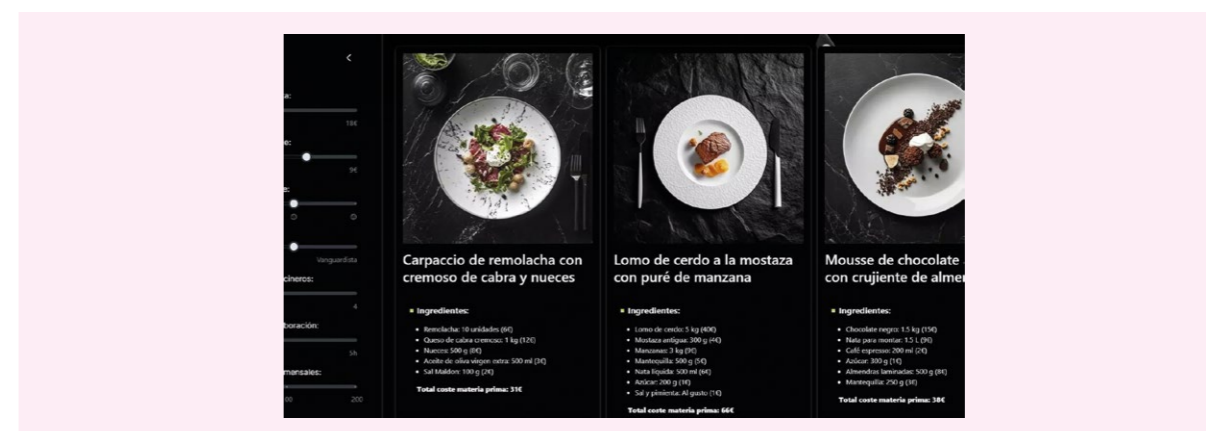 a:
18€
e:
9€
e:
Vanguardista
cineros:
4
boración:
5h
mensales:
00 200
Carpaccio de remolacha con
cremoso de cabra y nueces
Ingredientes:
Remolacha: 10 unidades (6€)
Queso de cabra cremoso: 1 kg (12€)
Nueces: 500 g (8€)
Aceite de oliva virgen extra: 500 ml (3€)
Sal Maldon: 100 g (2€)
Total coste materia prima: 31€
Lomo de cerdo a la mostaza
con puré de manzana
Ingredientes:
Lomo de cerdo: 5 kg (40€)
Mostaza antigua: 300 g (4€)
Manzanas: 3 kg (9€)
Mantequilla: 500 g (5€)
Nata líquida: 500 ml (6€)
Azúcar: 200 g (1€)
Sal y pimienta: Al gusto (1€)
Total coste materia prima: 66€
Mousse de chocolate
con crujiente de almen
Ingredientes:
Chocolate negro: 1.5 kg (15€)
Nata para montar: 1.5 L (9€)
Café espresso: 200 ml (2€)
Azúcar: 300 g (1€)
Almendras laminadas: 500 g (8€)
Mantequilla: 250 g (3€)
Total coste materia prima: 38€